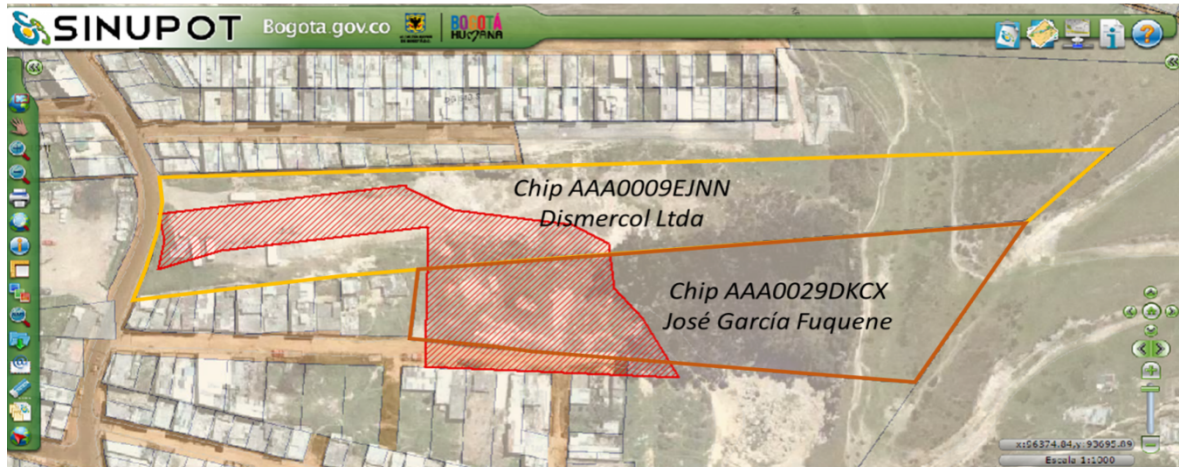 SINUPOT
Bogota.gov.co
BOGOTÁ
HUMANA
Chip AAA0009EJNN
Dismercol Ltda
Chip AAA0029DKCX
José García Fuquene
Escala 1:1000